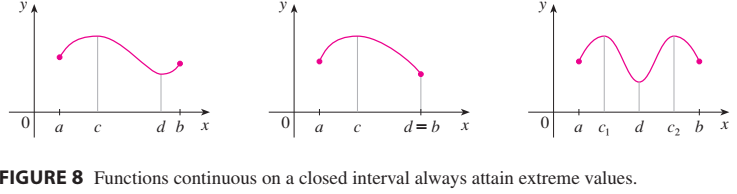 y y y
0 a c d b x 0 a c d = b x 0 a c₁ d c₂ b x
FIGURE 8 Functions continuous on a closed interval always attain extreme values.